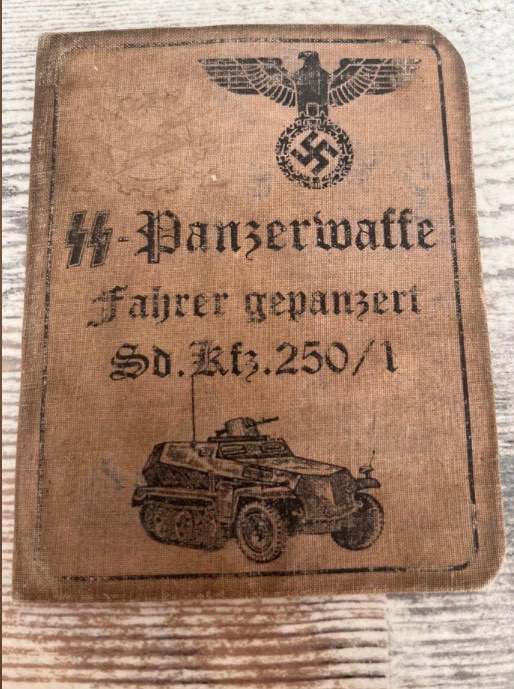 SS-Panzerwaffe
Fahrer gepanzert
Sd.Kfz.250/1